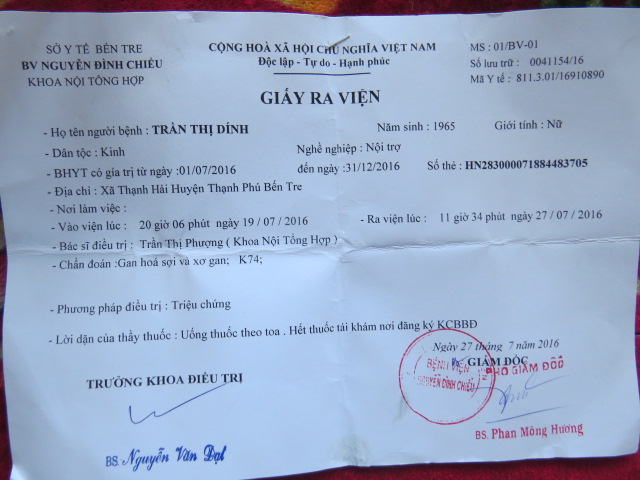 SỞ Y TẾ BẾN TRE
BV NGUYỄN ĐÌNH CHIỂU
KHOA NỘI TỔNG HỢP
CỘNG HOÀ XÃ HỘI CHỦ NGHĨA VIỆT NAM
Độc lập - Tự do - Hạnh phúc
MS : 01/BV-01
Số lưu trữ : 0041154/16
Mã Y tế : 811.3.01/16910890
GIẤY RA VIỆN
- Họ tên người bệnh : TRẦN THỊ DÍNH Năm sinh : 1965 Giới tính : Nữ
- Dân tộc : Kinh Nghề nghiệp : Nội trợ
- BHYT có gía trị từ ngày :01/07/2016 đến ngày :31/12/2016 Số thẻ : HN283000071884483705
- Địa chỉ : Xã Thạnh Hải Huyện Thạnh Phú Bến Tre
- Nơi làm việc :
- Vào viện lúc : 20 giờ 06 phút ngày 19 / 07 / 2016 - Ra viện lúc : 11 giờ 34 phút ngày 27 / 07 / 2016
- Bác sĩ điều trị : Trần Thị Phượng ( Khoa Nội Tổng Hợp )
- Chẩn đoán :Gan hoá sợi và xơ gan; K74;
- Phương pháp điều trị : Triệu chứng
- Lời dặn của thầy thuốc : Uống thuốc theo toa . Hết thuốc tái khám nơi đăng ký KCBBĐ
Ngày 27 tháng 7 năm 2016
GIÁM ĐỐC
TRƯỞNG KHOA ĐIỀU TRỊ
BỆNH VIỆN
NGUYỄN ĐÌNH CHIỂU
PHÓ GIÁM ĐỐC
BS. Nguyễn Văn Đạt
BS. Phan Mông Hương